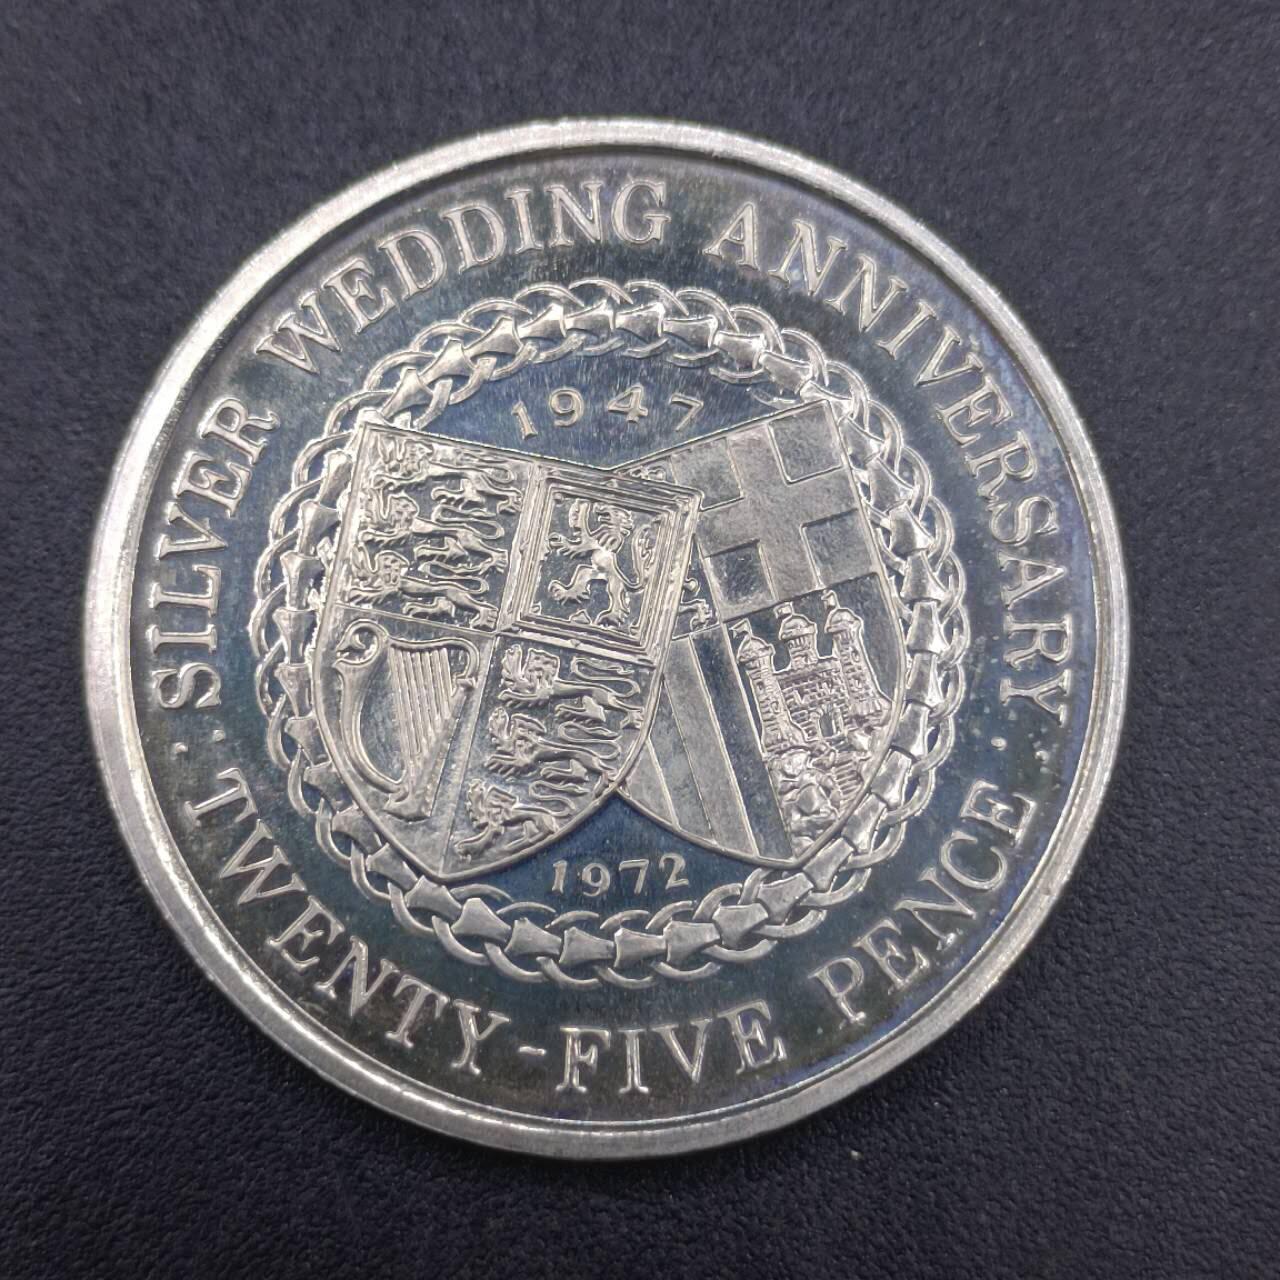 SILVER WEDDING ANNIVERSARY
1947
1972
TWENTY-FIVE PENCE